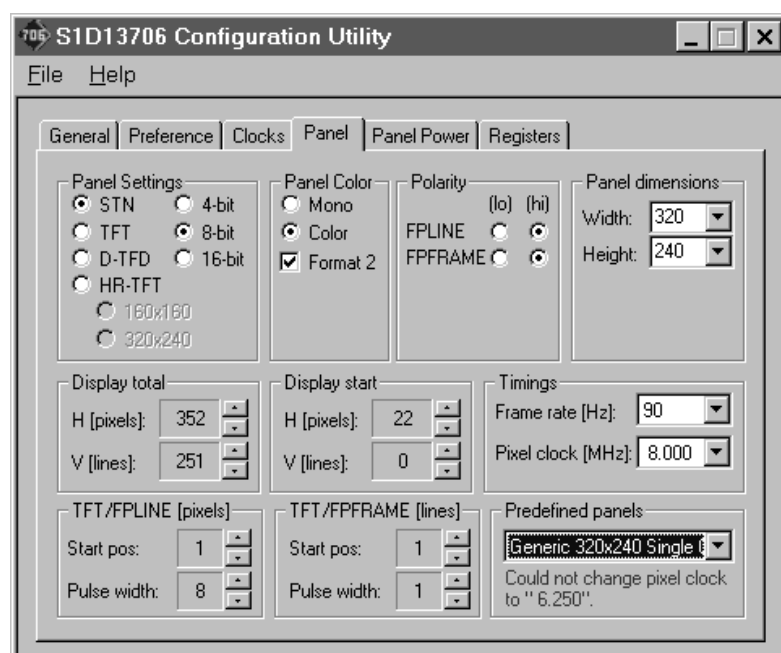 706 S1D13706 Configuration Utility
File Help
General Preference Clocks Panel Panel Power Registers
Panel Settings
STN 4-bit
TFT 8-bit
D-TFD 16-bit
HR-TFT
160x160
320x240
Panel Color
Mono
Color
Format 2
Polarity
(lo) (hi)
FPLINE
FPFRAME
Panel dimensions
Width: 320
Height: 240
Display total
H [pixels]: 352
V [lines]: 251
Display start
H [pixels]: 22
V [lines]: 0
Timings
Frame rate [Hz]: 90
Pixel clock [MHz]: 8.000
TFT/FPLINE [pixels]
Start pos: 1
Pulse width: 8
TFT/FPFRAME [lines]
Start pos: 1
Pulse width: 1
Predefined panels
Generic 320x240 Single
Could not change pixel clock
to " 6.250".